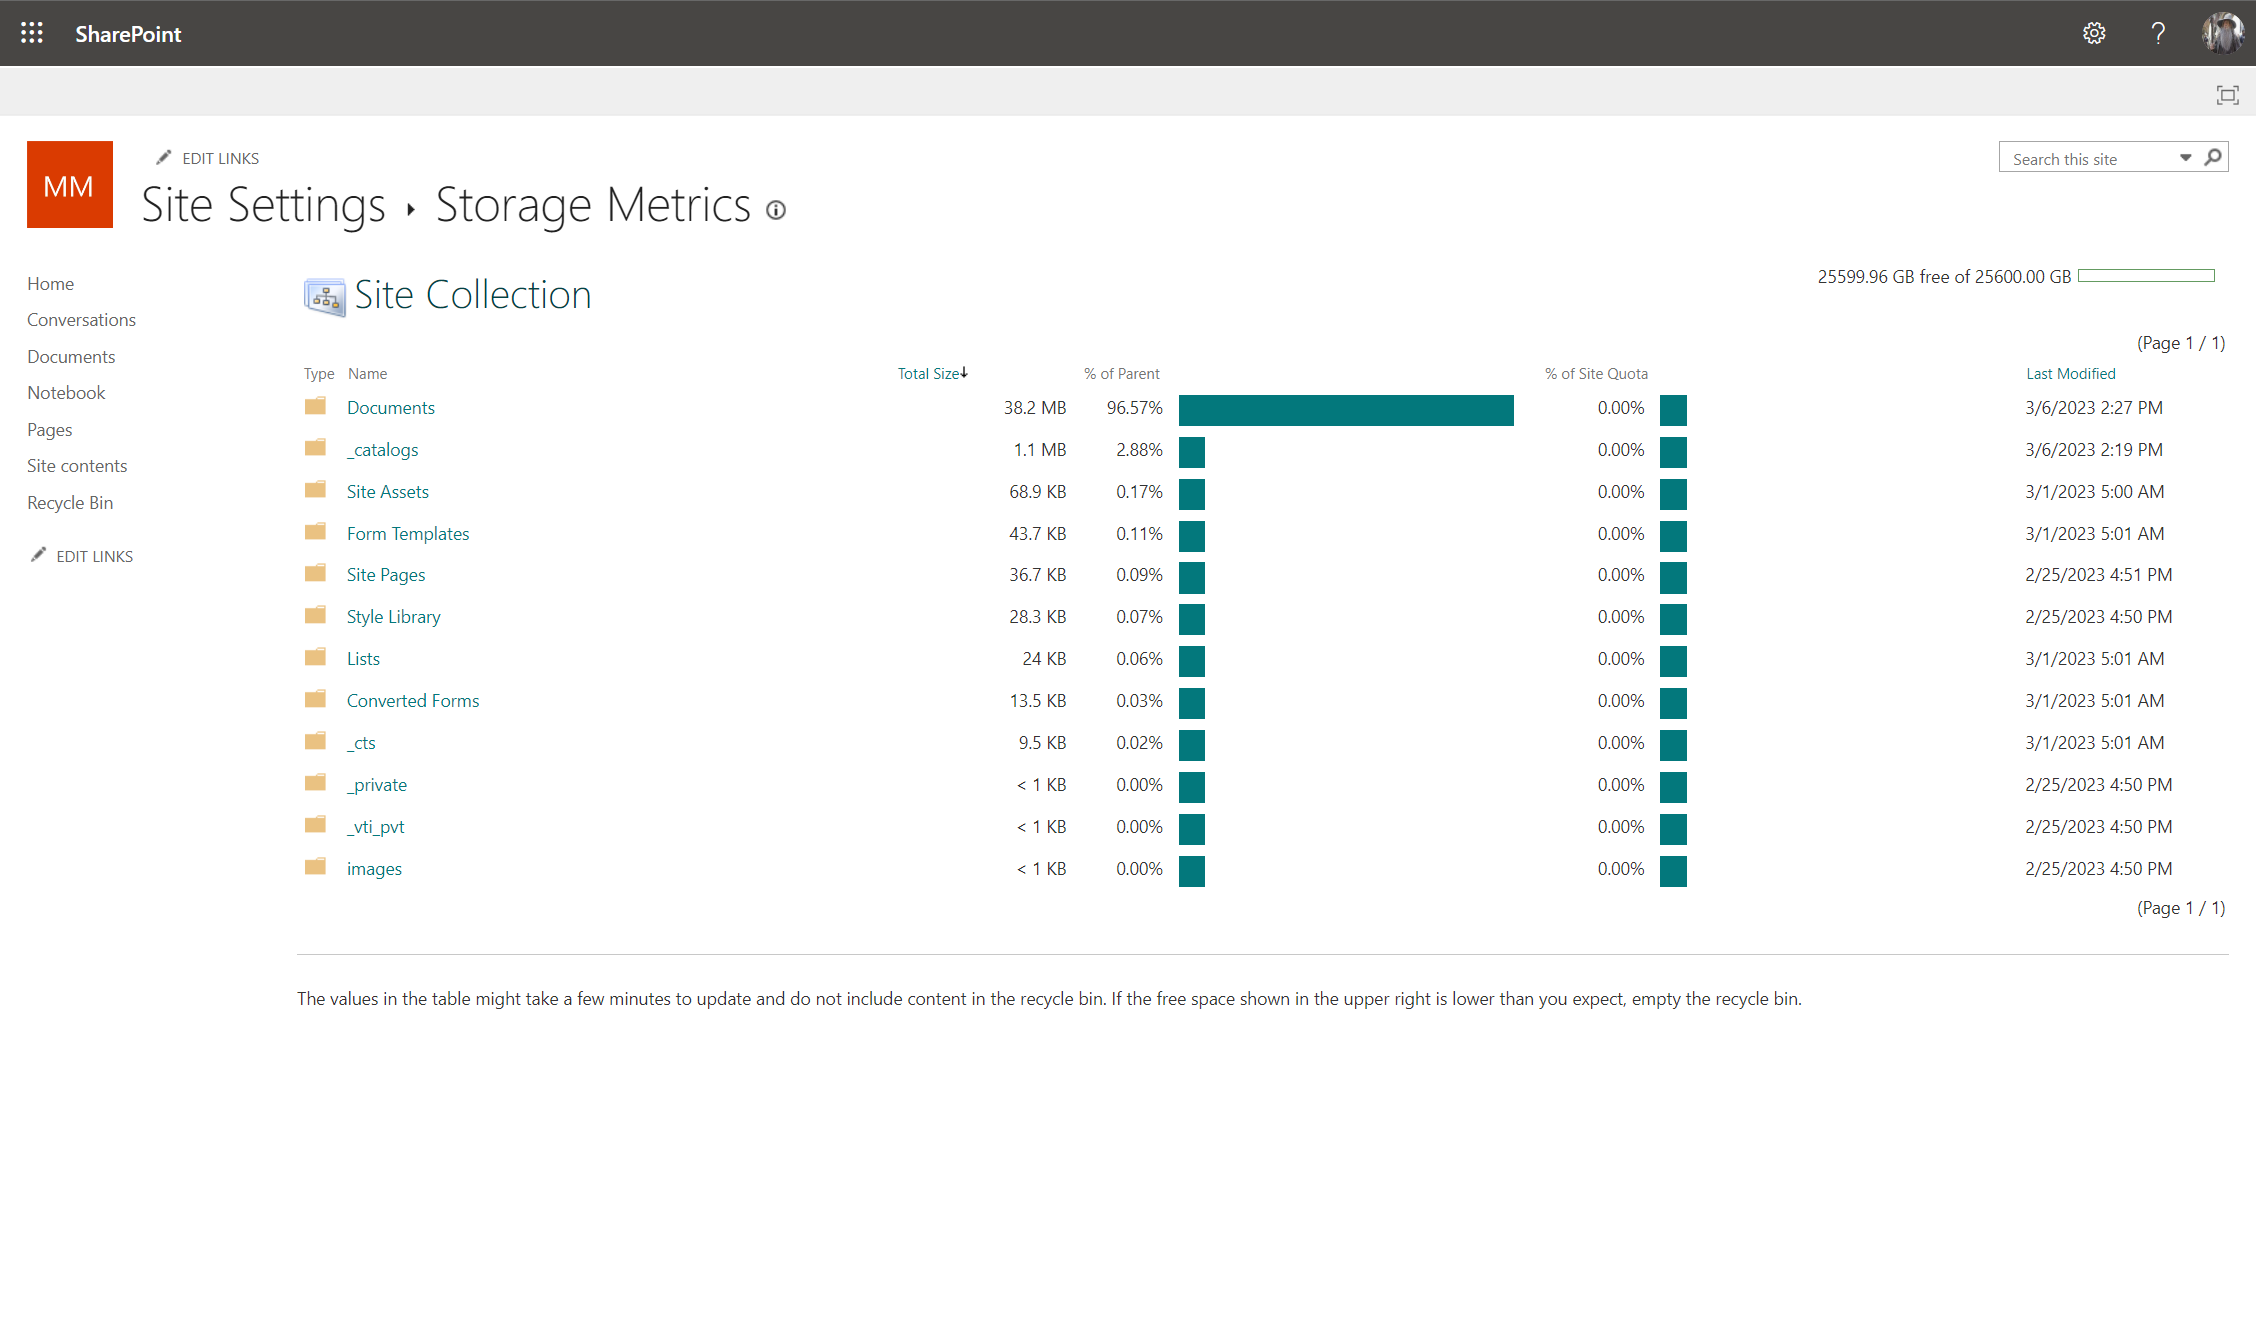 SharePoint
?
MM
EDIT LINKS
Site Settings ▸ Storage Metrics
Search this site
Home
Conversations
Documents
Notebook
Pages
Site contents
Recycle Bin
EDIT LINKS
Site Collection
25599.96 GB free of 25600.00 GB
(Page 1 / 1)
Type Name Total Size↓ % of Parent % of Site Quota Last Modified
Documents 38.2 MB 96.57% 0.00% 3/6/2023 2:27 PM
_catalogs 1.1 MB 2.88% 0.00% 3/6/2023 2:19 PM
Site Assets 68.9 KB 0.17% 0.00% 3/1/2023 5:00 AM
Form Templates 43.7 KB 0.11% 0.00% 3/1/2023 5:01 AM
Site Pages 36.7 KB 0.09% 0.00% 2/25/2023 4:51 PM
Style Library 28.3 KB 0.07% 0.00% 2/25/2023 4:50 PM
Lists 24 KB 0.06% 0.00% 3/1/2023 5:01 AM
Converted Forms 13.5 KB 0.03% 0.00% 3/1/2023 5:01 AM
_cts 9.5 KB 0.02% 0.00% 3/1/2023 5:01 AM
_private < 1 KB 0.00% 0.00% 2/25/2023 4:50 PM
_vti_pvt < 1 KB 0.00% 0.00% 2/25/2023 4:50 PM
images < 1 KB 0.00% 0.00% 2/25/2023 4:50 PM
(Page 1 / 1)
The values in the table might take a few minutes to update and do not include content in the recycle bin. If the free space shown in the upper right is lower than you expect, empty the recycle bin.